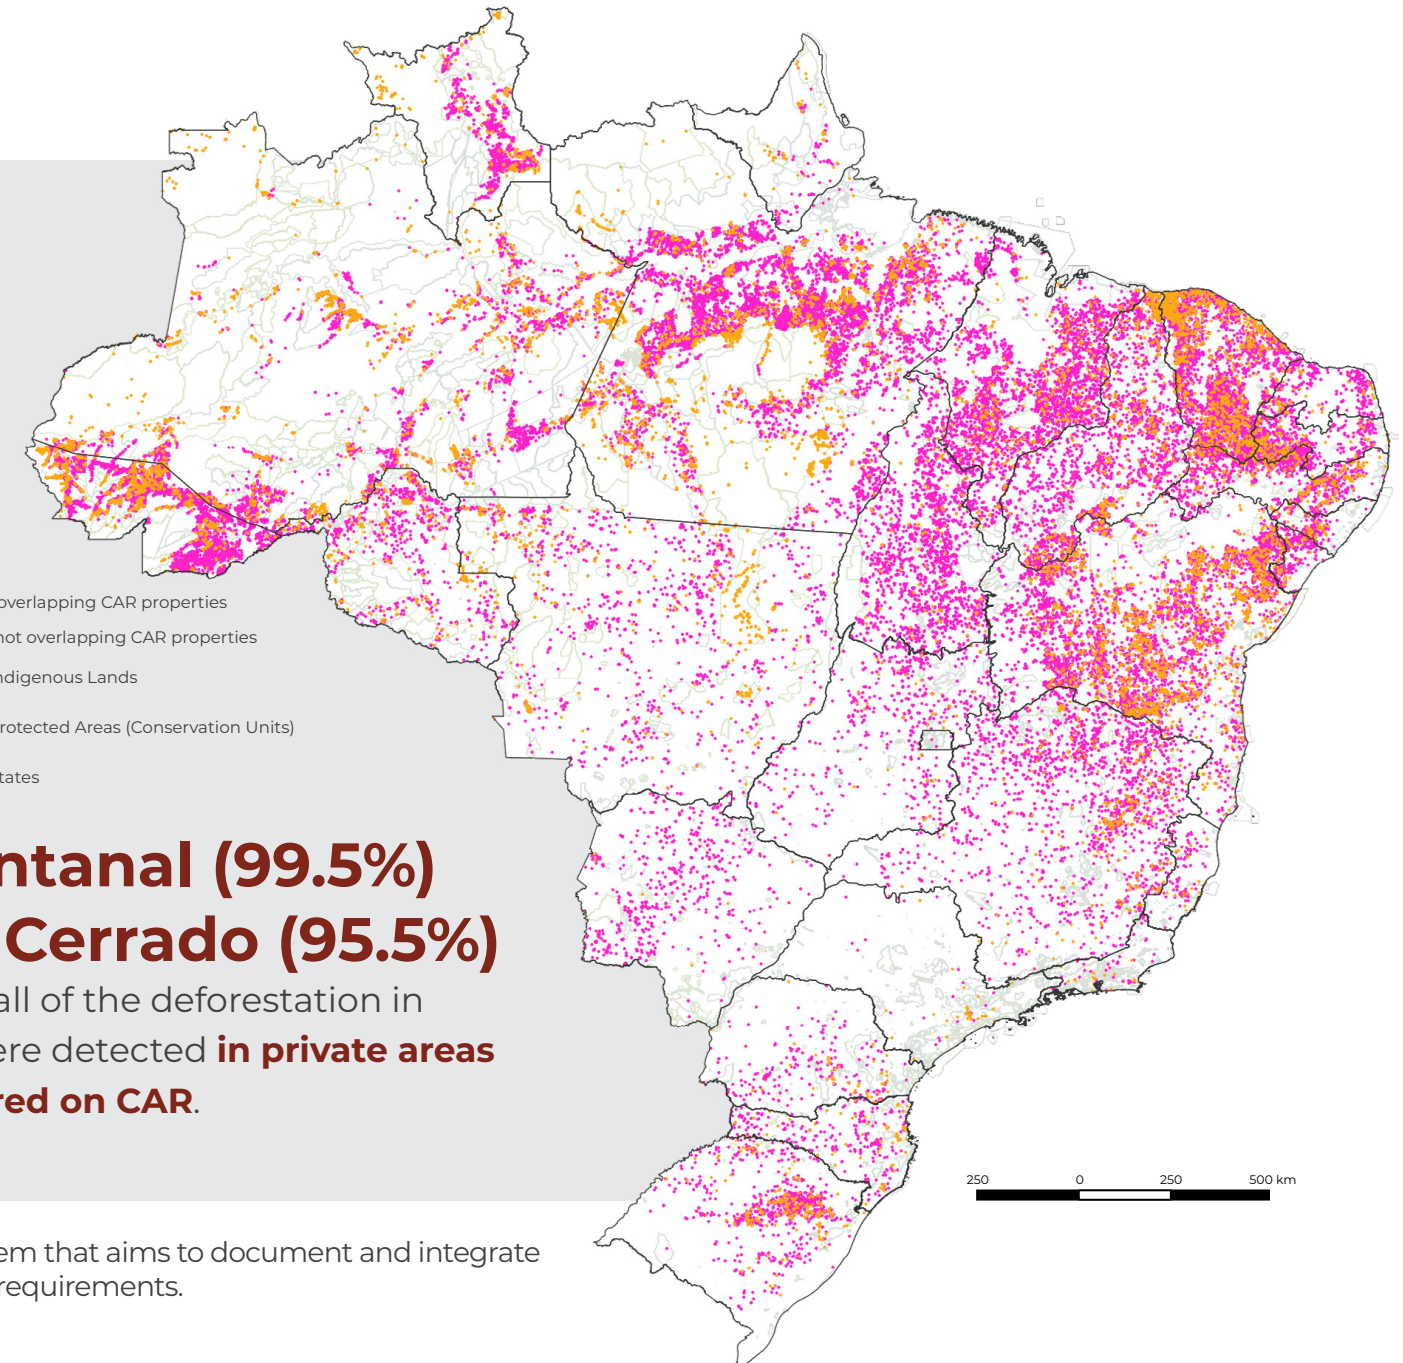 overlapping CAR properties
not overlapping CAR properties
ndigenous Lands
rotected Areas (Conservation Units)
tates
ntanal (99.5%)
Cerrado (95.5%)
all of the deforestation in
ere detected in private areas
red on CAR.
250 0 250 500 km
em that aims to document and integrate
requirements.